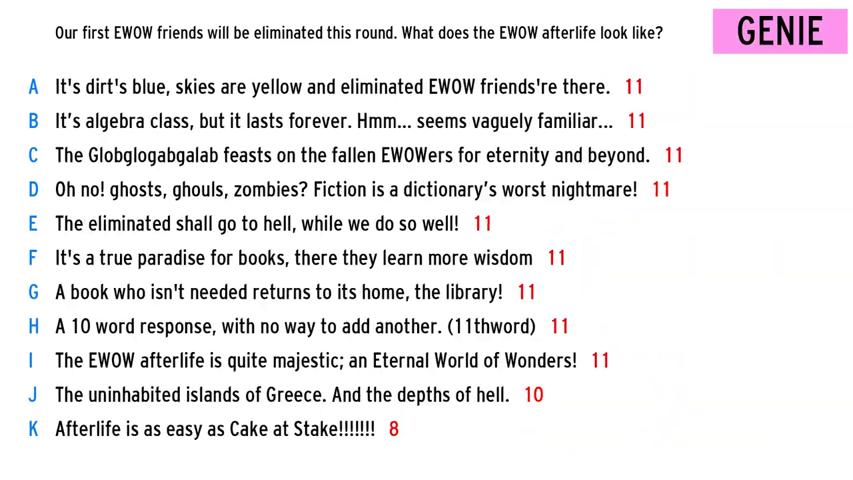 Our first EWOW friends will be eliminated this round. What does the EWOW afterlife look like?
GENIE
A It's dirt's blue, skies are yellow and eliminated EWOW friends're there. 11
B It’s algebra class, but it lasts forever. Hmm... seems vaguely familiar... 11
C The Globglogabgalab feasts on the fallen EWOWers for eternity and beyond. 11
D Oh no! ghosts, ghouls, zombies? Fiction is a dictionary’s worst nightmare! 11
E The eliminated shall go to hell, while we do so well! 11
F It's a true paradise for books, there they learn more wisdom 11
G A book who isn't needed returns to its home, the library! 11
H A 10 word response, with no way to add another. (11thword) 11
I The EWOW afterlife is quite majestic; an Eternal World of Wonders! 11
J The uninhabited islands of Greece. And the depths of hell. 10
K Afterlife is as easy as Cake at Stake!!!!!!! 8